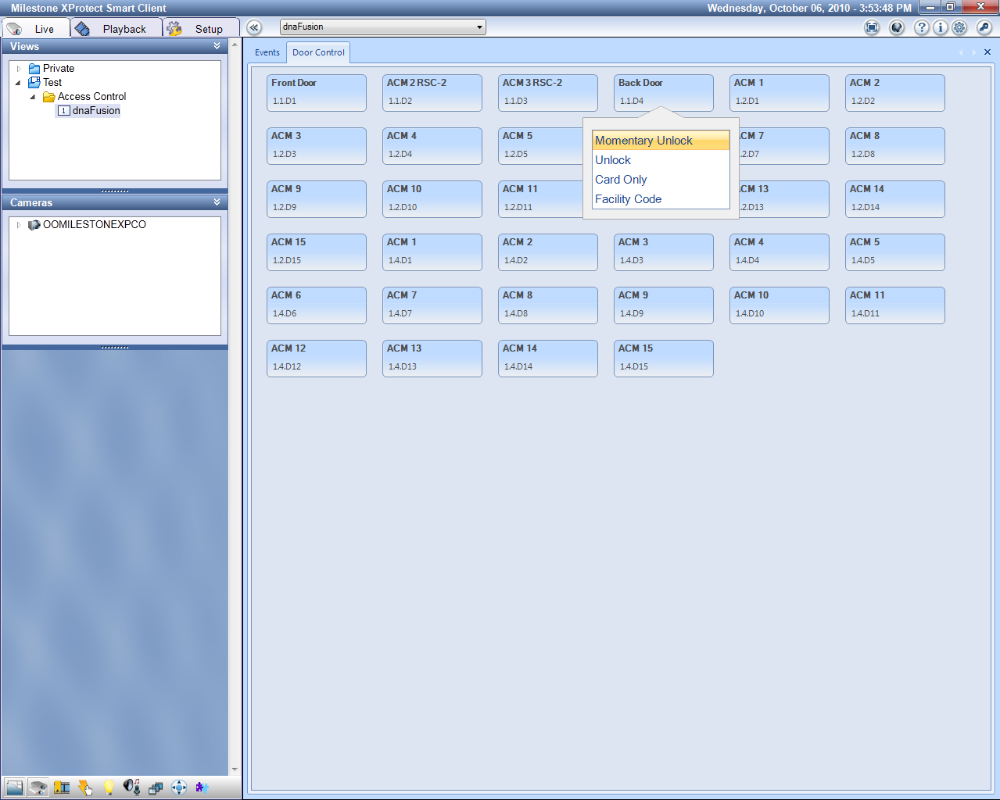 Milestone XProtect Smart Client
Wednesday, October 06, 2010 - 3:53:48 PM
Live
Playback
Setup
dnaFusion
Views
Private
Test
Access Control
1 dnaFusion
Cameras
OOMILESTONEXPCO
Events
Door Control
Front Door
1.1.D1
ACM 2 RSC-2
1.1.D2
ACM 3 RSC-2
1.1.D3
Back Door
1.1.D4
ACM 1
1.2.D1
ACM 2
1.2.D2
Momentary Unlock
Unlock
Card Only
Facility Code
ACM 3
1.2.D3
ACM 4
1.2.D4
ACM 5
1.2.D5
CM 7
.2.D7
ACM 8
1.2.D8
ACM 9
1.2.D9
ACM 10
1.2.D10
ACM 11
1.2.D11
CM 13
.2.D13
ACM 14
1.2.D14
ACM 15
1.2.D15
ACM 1
1.4.D1
ACM 2
1.4.D2
ACM 3
1.4.D3
ACM 4
1.4.D4
ACM 5
1.4.D5
ACM 6
1.4.D6
ACM 7
1.4.D7
ACM 8
1.4.D8
ACM 9
1.4.D9
ACM 10
1.4.D10
ACM 11
1.4.D11
ACM 12
1.4.D12
ACM 13
1.4.D13
ACM 14
1.4.D14
ACM 15
1.4.D15